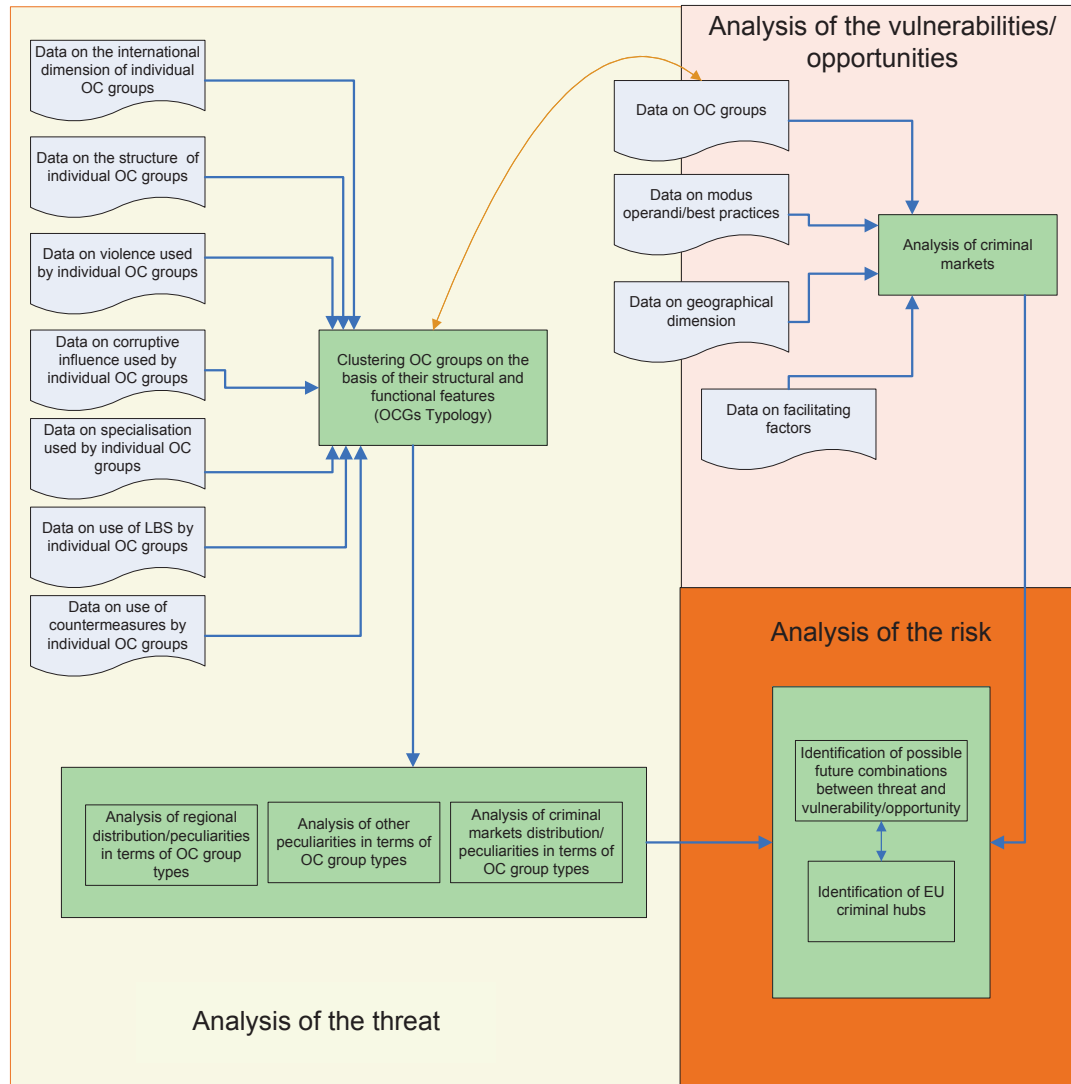 Data on the international
dimension of individual
OC groups
Data on the structure of
individual OC groups
Data on violence used
by individual OC groups
Data on corruptive
influence used by
individual OC groups
Data on specialisation
used by individual OC
groups
Data on use of LBS by
individual OC groups
Data on use of
countermeasures by
individual OC groups
Clustering OC groups on the
basis of their structural and
functional features
(OCGs Typology)
Analysis of regional
distribution/peculiarities
in terms of OC group
types
Analysis of other
peculiarities in terms of
OC group types
Analysis of criminal
markets distribution/
peculiarities in terms of
OC group types
Analysis of the threat
Analysis of the vulnerabilities/
opportunities
Data on OC groups
Data on modus
operandi/best practices
Data on geographical
dimension
Data on facilitating
factors
Analysis of criminal
markets
Analysis of the risk
Identification of possible
future combinations
between threat and
vulnerability/opportunity
Identification of EU
criminal hubs